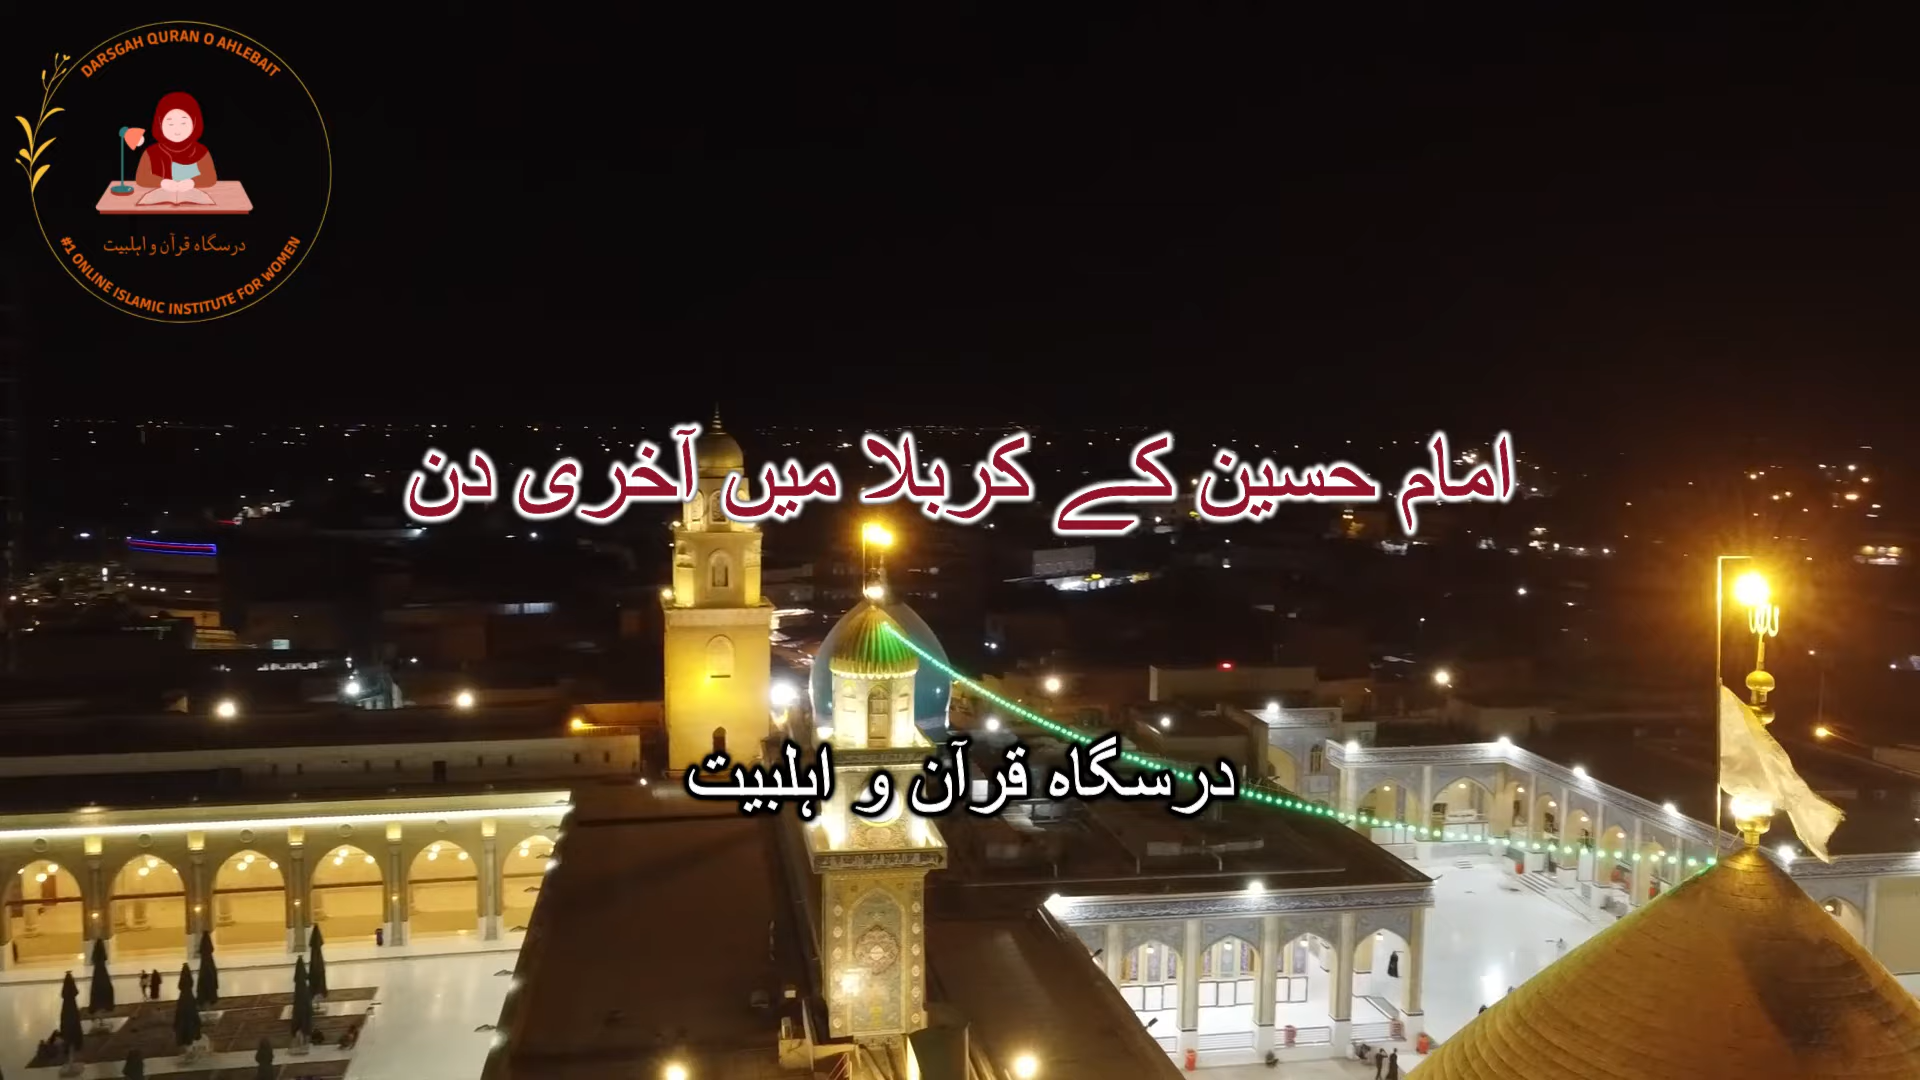 DARSGAH QURAN O AHLEBAIT
درسگاہ قرآن و اہلبیت
#1 ONLINE ISLAMIC INSTITUTE FOR WOMEN
امام حسین کے کربلا میں آخری دن
درسگاہ قرآن و اہلبیت